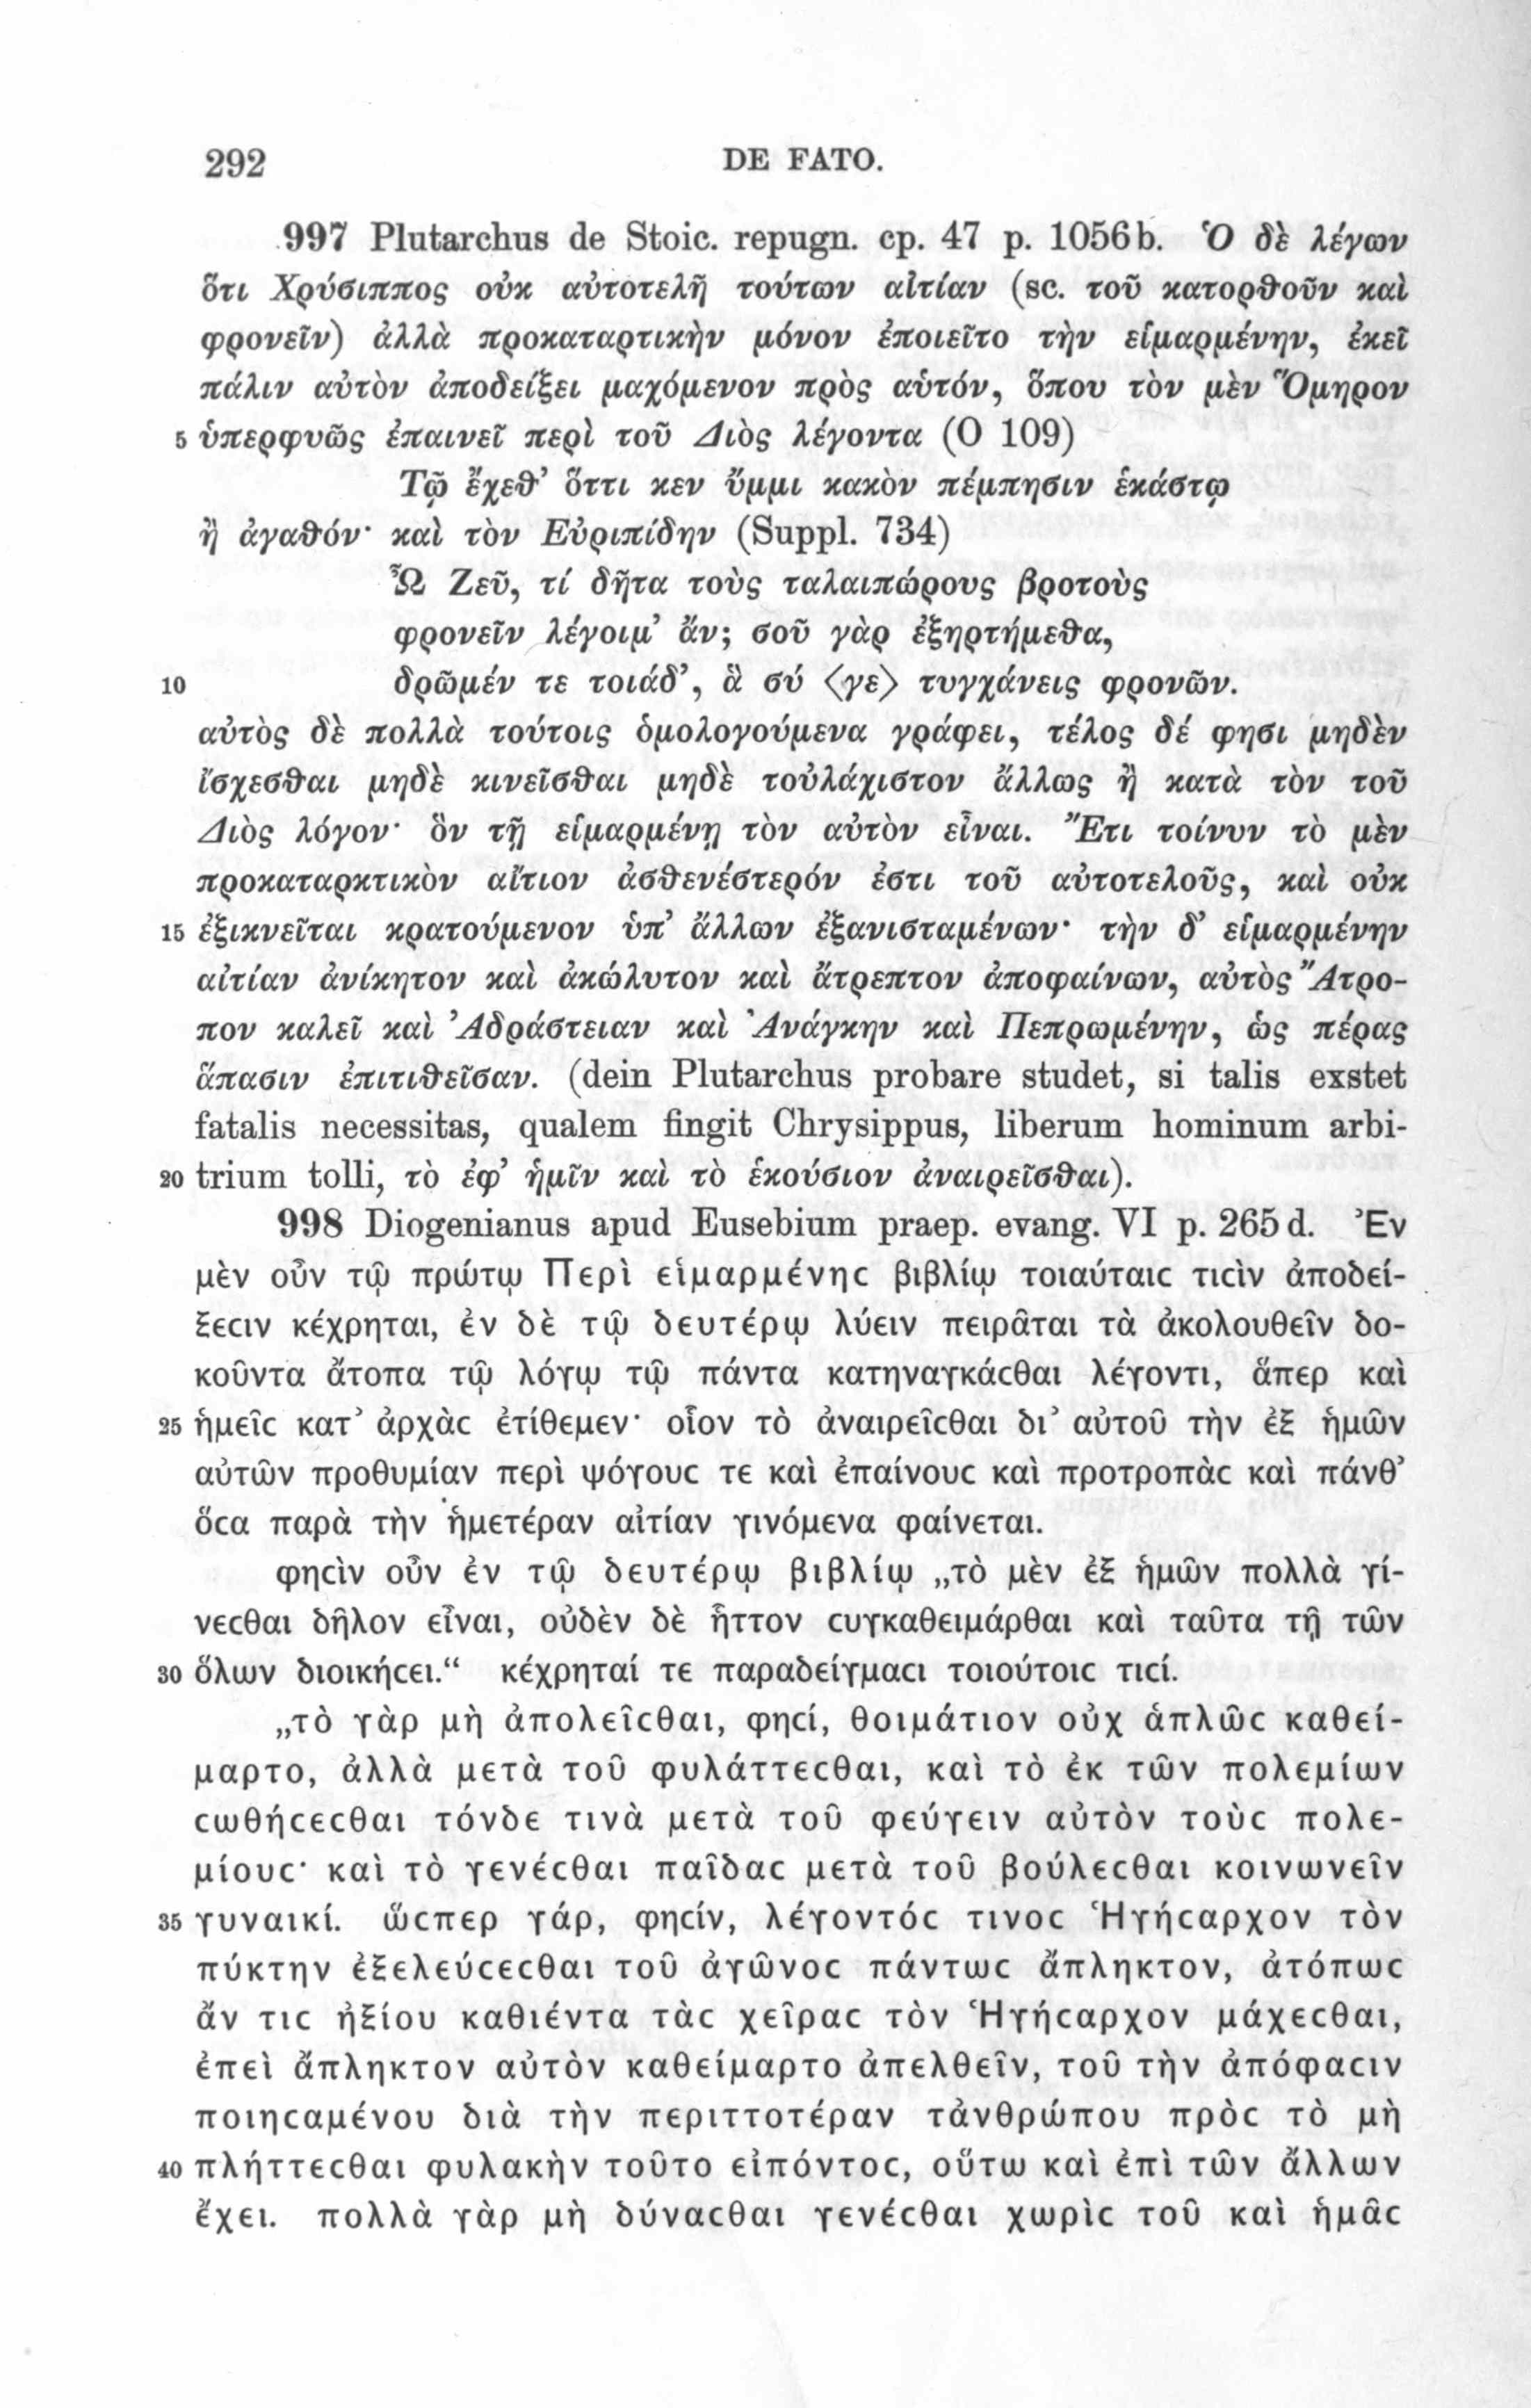 292
DE FATO.
997 Plutarchus de Stoic. repugn. cp. 47 p. 1056 b. Ὁ δὲ λέγων
ὅτι Χρύσιππος οὐκ αὐτοτελῆ τούτων αἰτίαν (sc. τοῦ κατορθοῦν καὶ
φρονεῖν) ἀλλὰ προκαταρτικὴν μόνον ἐποιεῖτο τὴν εἱμαρμένην, ἐκεῖ
πάλιν αὐτὸν ἀποδείξει μαχόμενον πρὸς αὑτόν, ὅπου τὸν μὲν Ὅμηρον
5 ὑπερφυῶς ἐπαινεῖ περὶ τοῦ Διὸς λέγοντα (O 109)
Τῷ ἔχεθ’ ὅττι κεν ὔμμι κακὸν πέμπησιν ἑκάστῳ
ἢ ἀγαθόν· καὶ τὸν Εὐριπίδην (Suppl. 734)
Ὦ Ζεῦ, τί δῆτα τοὺς ταλαιπώρους βροτοὺς
φρονεῖν λέγοιμ’ ἄν; σοῦ γὰρ ἐξηρτήμεθα,
10 δρῶμέν τε τοιάδ’, ἃ σύ 〈γε〉 τυγχάνεις φρονῶν.
αὐτὸς δὲ πολλὰ τούτοις ὁμολογούμενα γράφει, τέλος δέ φησι μηδὲν
ἴσχεσθαι μηδὲ κινεῖσθαι μηδὲ τοὐλάχιστον ἄλλως ἢ κατὰ τὸν τοῦ
Διὸς λόγον· ὃν τῇ εἱμαρμένῃ τὸν αὐτὸν εἶναι. Ἔτι τοίνυν τὸ μὲν
προκαταρκτικὸν αἴτιον ἀσθενέστερόν ἐστι τοῦ αὐτοτελοῦς, καὶ οὐκ
15 ἐξικνεῖται κρατούμενον ὑπ’ ἄλλων ἐξανισταμένων· τὴν δ’ εἱμαρμένην
αἰτίαν ἀνίκητον καὶ ἀκώλυτον καὶ ἄτρεπτον ἀποφαίνων, αὐτὸς Ἄτρο-
πον καλεῖ καὶ Ἀδράστειαν καὶ Ἀνάγκην καὶ Πεπρωμένην, ὡς πέρας
ἅπασιν ἐπιτιθεῖσαν. (dein Plutarchus probare studet, si talis exstet
fatalis necessitas, qualem fingit Chrysippus, liberum hominum arbi-
20 trium tolli, τὸ ἐφ’ ἡμῖν καὶ τὸ ἑκούσιον ἀναιρεῖσθαι).
998 Diogenianus apud Eusebium praep. evang. VI p. 265 d. Ἐν
μὲν οὖν τῷ πρώτῳ Περὶ εἱμαρμένηϲ βιβλίῳ τοιαύταιϲ τιϲὶν ἀποδεί-
ξεϲιν κέχρηται, ἐν δὲ τῷ δευτέρῳ λύειν πειρᾶται τὰ ἀκολουθεῖν δο-
κοῦντα ἄτοπα τῷ λόγῳ τῷ πάντα κατηναγκάϲθαι λέγοντι, ἅπερ καὶ
25 ἡμεῖϲ κατ’ ἀρχὰϲ ἐτίθεμεν· οἷον τὸ ἀναιρεῖϲθαι δι’ αὐτοῦ τὴν ἐξ ἡμῶν
αὐτῶν προθυμίαν περὶ ψόγουϲ τε καὶ ἐπαίνουϲ καὶ προτροπὰϲ καὶ πάνθ’
ὅϲα παρὰ τὴν ἡμετέραν αἰτίαν γινόμενα φαίνεται.
φηϲὶν οὖν ἐν τῷ δευτέρῳ βιβλίῳ „τὸ μὲν ἐξ ἡμῶν πολλὰ γί-
νεϲθαι δῆλον εἶναι, οὐδὲν δὲ ἧττον ϲυγκαθειμάρθαι καὶ ταῦτα τῇ τῶν
30 ὅλων διοικήϲει.“ κέχρηταί τε παραδείγμαϲι τοιούτοιϲ τιϲί.
„τὸ γὰρ μὴ ἀπολεῖϲθαι, φηϲί, θοιμάτιον οὐχ ἁπλῶϲ καθεί-
μαρτο, ἀλλὰ μετὰ τοῦ φυλάττεϲθαι, καὶ τὸ ἐκ τῶν πολεμίων
ϲωθήϲεϲθαι τόνδε τινὰ μετὰ τοῦ φεύγειν αὐτὸν τοὺϲ πολε-
μίουϲ· καὶ τὸ γενέϲθαι παῖδαϲ μετὰ τοῦ βούλεϲθαι κοινωνεῖν
35 γυναικί. ὥϲπερ γάρ, φηϲίν, λέγοντόϲ τινοϲ Ἡγήϲαρχον τὸν
πύκτην ἐξελεύϲεϲθαι τοῦ ἀγῶνοϲ πάντωϲ ἄπληκτον, ἀτόπωϲ
ἄν τιϲ ἠξίου καθιέντα τὰϲ χεῖραϲ τὸν Ἡγήϲαρχον μάχεϲθαι,
ἐπεὶ ἄπληκτον αὐτὸν καθείμαρτο ἀπελθεῖν, τοῦ τὴν ἀπόφαϲιν
ποιηϲαμένου διὰ τὴν περιττοτέραν τἀνθρώπου πρὸϲ τὸ μὴ
40 πλήττεϲθαι φυλακὴν τοῦτο εἰπόντοϲ, οὕτω καὶ ἐπὶ τῶν ἄλλων
ἔχει. πολλὰ γὰρ μὴ δύναϲθαι γενέϲθαι χωρὶϲ τοῦ καὶ ἡμᾶϲ